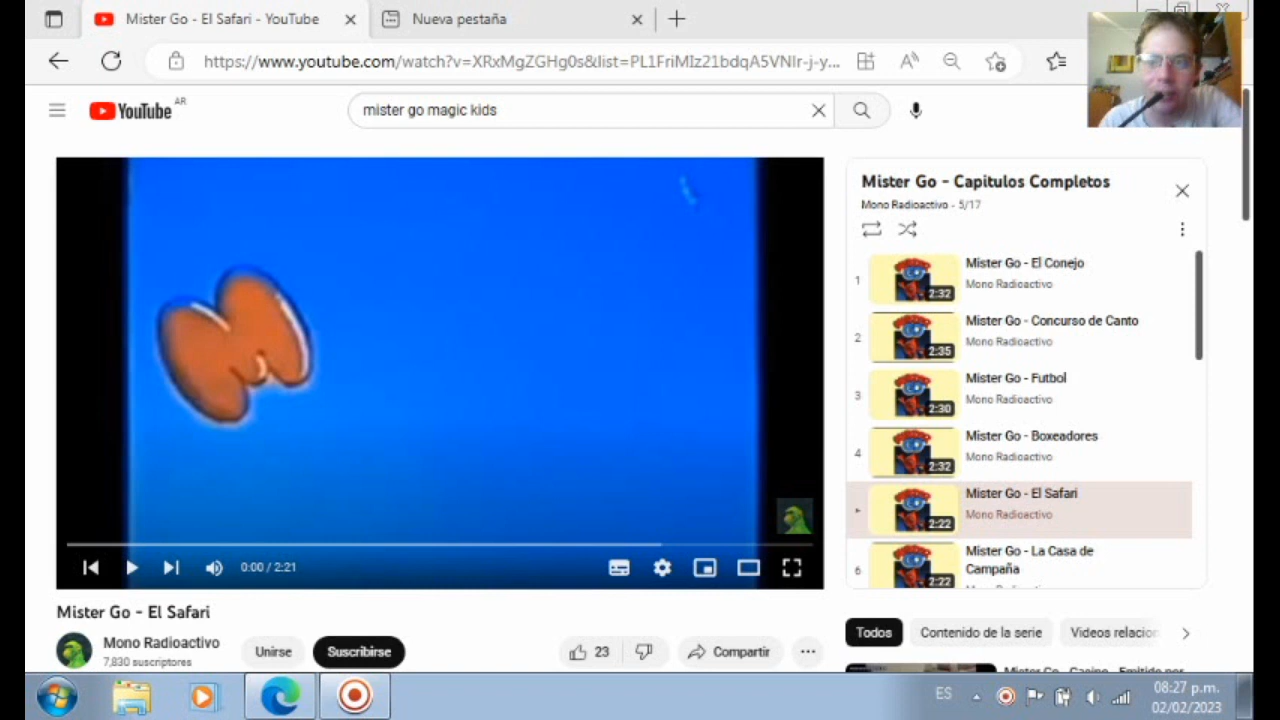 Mister Go - El Safari - YouTube
Nueva pestaña
https://www.youtube.com/watch?v=XRxMgZGHg0s&list=PL1FriMIz21bdqA5VNIr-j-y...
YouTube AR
mister go magic kids
M
Mister Go - Capitulos Completos
Mono Radioactivo - 5/17
1
Mister Go - El Conejo
Mono Radioactivo
2:32
2
Mister Go - Concurso de Canto
Mono Radioactivo
2:35
3
Mister Go - Futbol
Mono Radioactivo
2:30
4
Mister Go - Boxeadores
Mono Radioactivo
2:32
Mister Go - El Safari
Mono Radioactivo
2:22
6
Mister Go - La Casa de
Campaña
2:22
0:00 / 2:21
Mister Go - El Safari
Mono Radioactivo
7,830 suscriptores
Unirse
Suscribirse
23
Compartir
Todos
Contenido de la serie
Videos relacion
ES
08:27 p.m.
02/02/2023